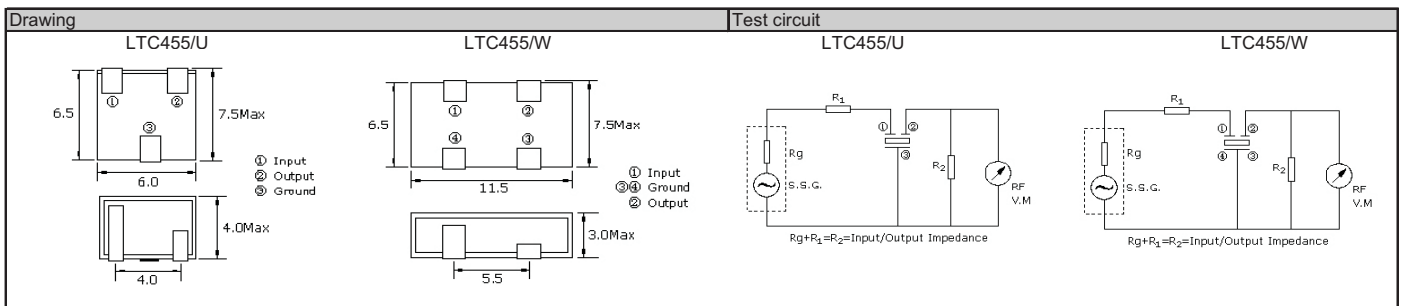 Drawing
Test circuit
LTC455/U
LTC455/W
LTC455/U
LTC455/W
6.5
① ②
③
7.5Max
6.0
① Input
② Output
③ Ground
4.0Max
4.0
6.5
① ②
④ ③
7.5Max
11.5
① Input
③④ Ground
② Output
3.0Max
5.5
R1
① ②
③
Rg
S.S.G.
R2
RF
V.M
Rg+R1=R2=Input/Output Impedance
R1
① ②
④ ③
Rg
S.S.G.
R2
RF
V.M
Rg+R1=R2=Input/Output Impedance